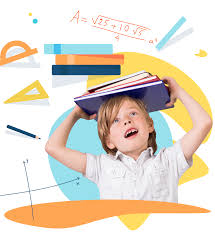 A = √25 + 10√5 / 4 a²